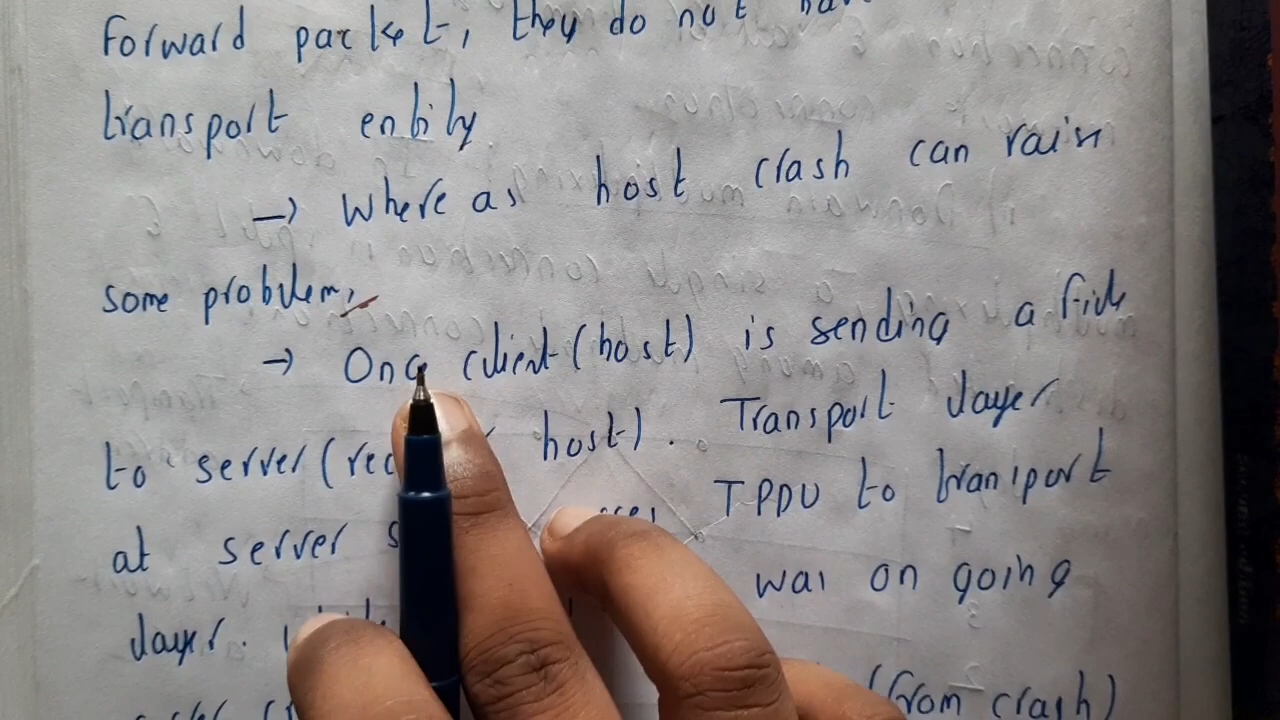 Forward packet, they do not
transport entity
→ Where as host crash can raise
some problem,
→ One client (host) is sending a file
to server (rec host). Transport layer
at server s TPDU to transport
layer. was on going
(from crash)